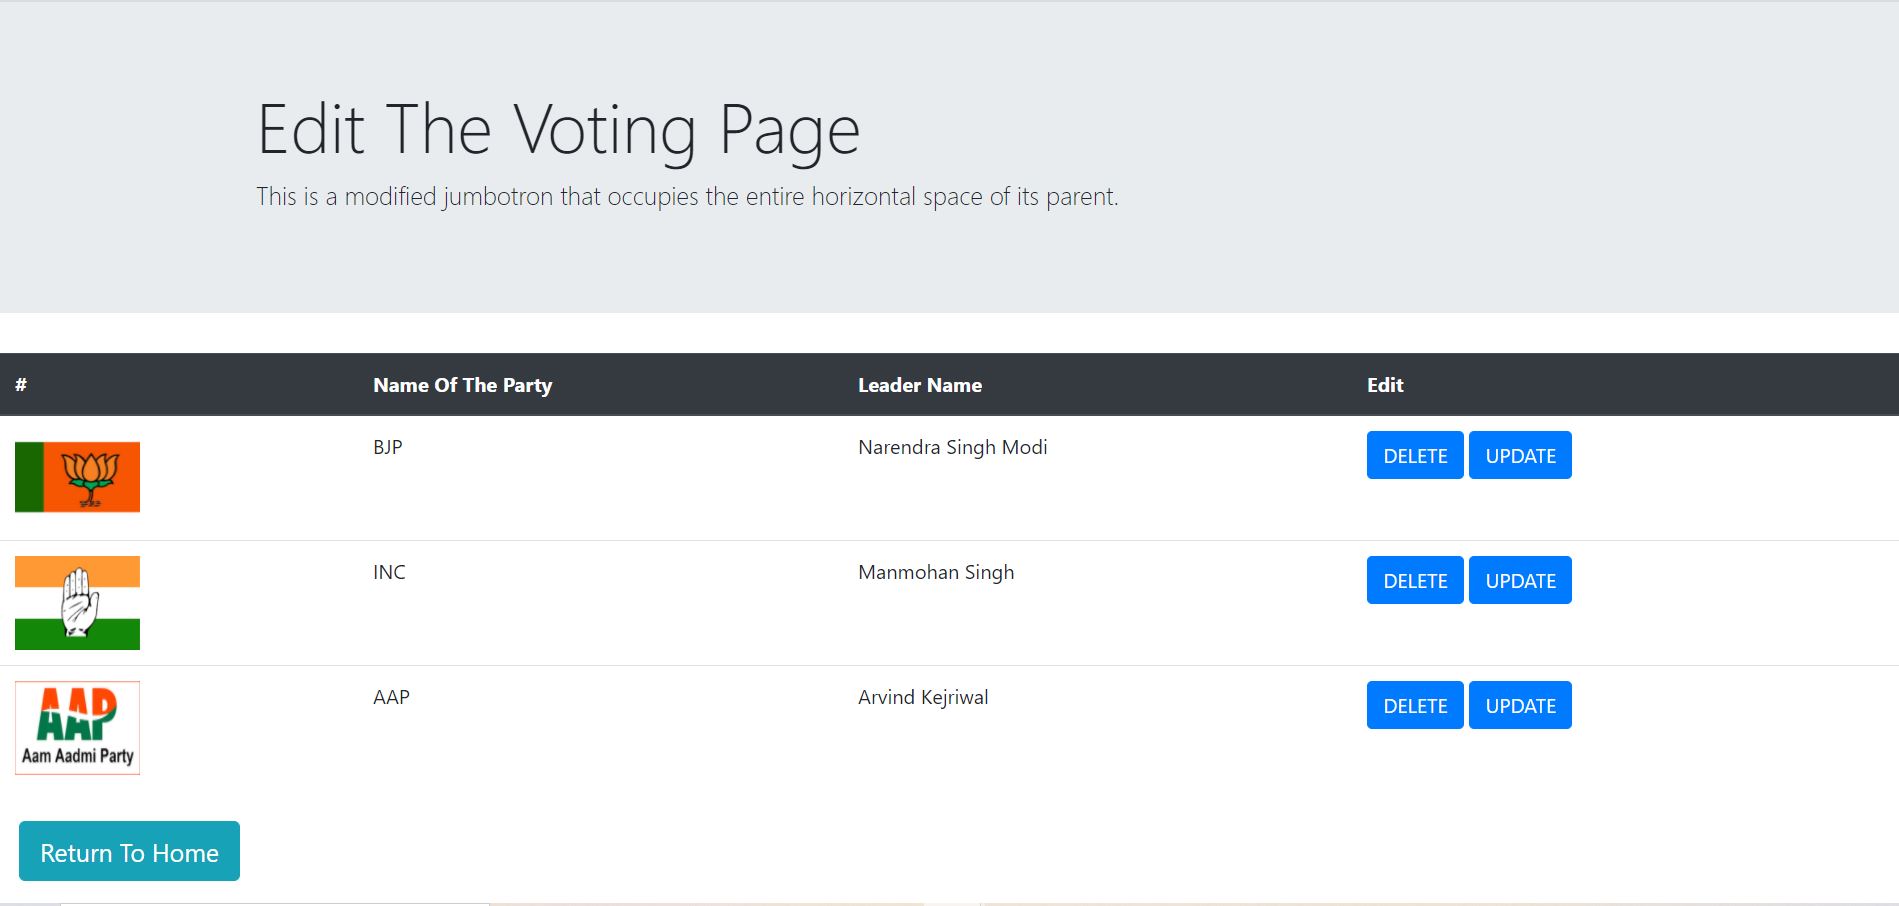 Edit The Voting Page
This is a modified jumbotron that occupies the entire horizontal space of its parent.
# Name Of The Party Leader Name Edit
BJP Narendra Singh Modi DELETE UPDATE
INC Manmohan Singh DELETE UPDATE
AAP Arvind Kejriwal DELETE UPDATE
AAP
Aam Aadmi Party
Return To Home